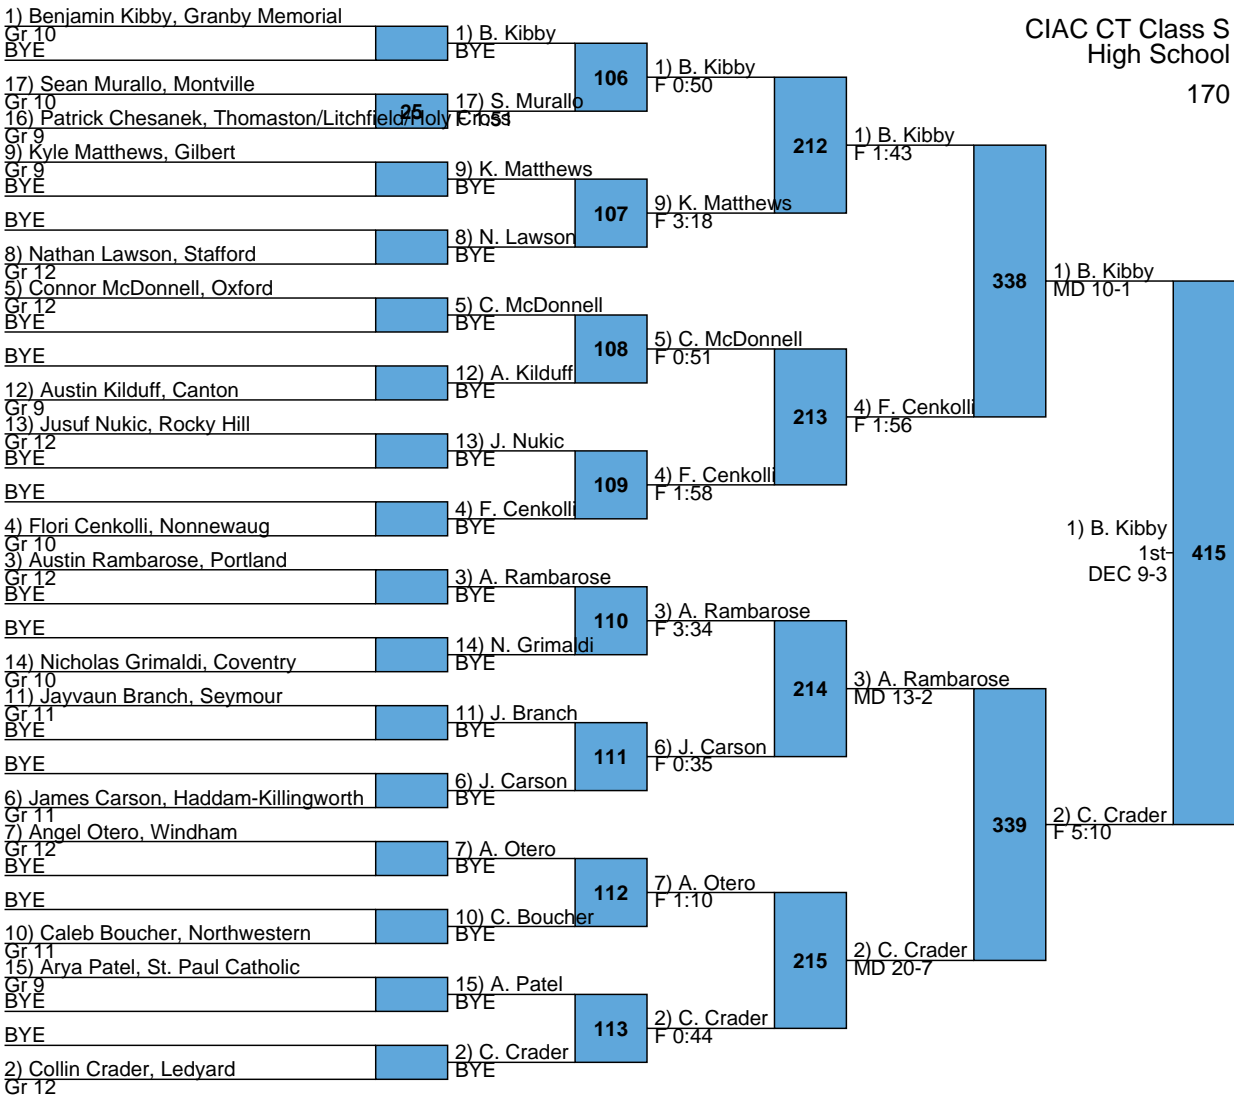 CIAC CT Class S
High School
170
1) Benjamin Kibby, Granby Memorial
Gr 10
BYE
17) Sean Murallo, Montville
Gr 10
16) Patrick Chesanek, Thomaston/Litchfield/Holy Cross
Gr 9
9) Kyle Matthews, Gilbert
Gr 9
BYE
BYE
8) Nathan Lawson, Stafford
Gr 12
5) Connor McDonnell, Oxford
Gr 12
BYE
BYE
12) Austin Kilduff, Canton
Gr 9
13) Jusuf Nukic, Rocky Hill
Gr 12
BYE
BYE
4) Flori Cenkolli, Nonnewaug
Gr 10
3) Austin Rambarose, Portland
Gr 12
BYE
BYE
14) Nicholas Grimaldi, Coventry
Gr 10
11) Jayvaun Branch, Seymour
Gr 11
BYE
BYE
6) James Carson, Haddam-Killingworth
Gr 11
7) Angel Otero, Windham
Gr 12
BYE
BYE
10) Caleb Boucher, Northwestern
Gr 11
15) Arya Patel, St. Paul Catholic
Gr 9
BYE
BYE
2) Collin Crader, Ledyard
Gr 12
25
1) B. Kibby
BYE
17) S. Murallo
F 1:51
9) K. Matthews
BYE
8) N. Lawson
BYE
5) C. McDonnell
BYE
12) A. Kilduff
BYE
13) J. Nukic
BYE
4) F. Cenkolli
BYE
3) A. Rambarose
BYE
14) N. Grimaldi
BYE
11) J. Branch
BYE
6) J. Carson
BYE
7) A. Otero
BYE
10) C. Boucher
BYE
15) A. Patel
BYE
2) C. Crader
BYE
106
107
108
109
110
111
112
113
1) B. Kibby
F 0:50
9) K. Matthews
F 3:18
5) C. McDonnell
F 0:51
4) F. Cenkolli
F 1:58
3) A. Rambarose
F 3:34
6) J. Carson
F 0:35
7) A. Otero
F 1:10
2) C. Crader
F 0:44
212
213
214
215
1) B. Kibby
F 1:43
4) F. Cenkolli
F 1:56
3) A. Rambarose
MD 13-2
2) C. Crader
MD 20-7
338
339
1) B. Kibby
MD 10-1
2) C. Crader
F 5:10
1) B. Kibby
1st
DEC 9-3
415